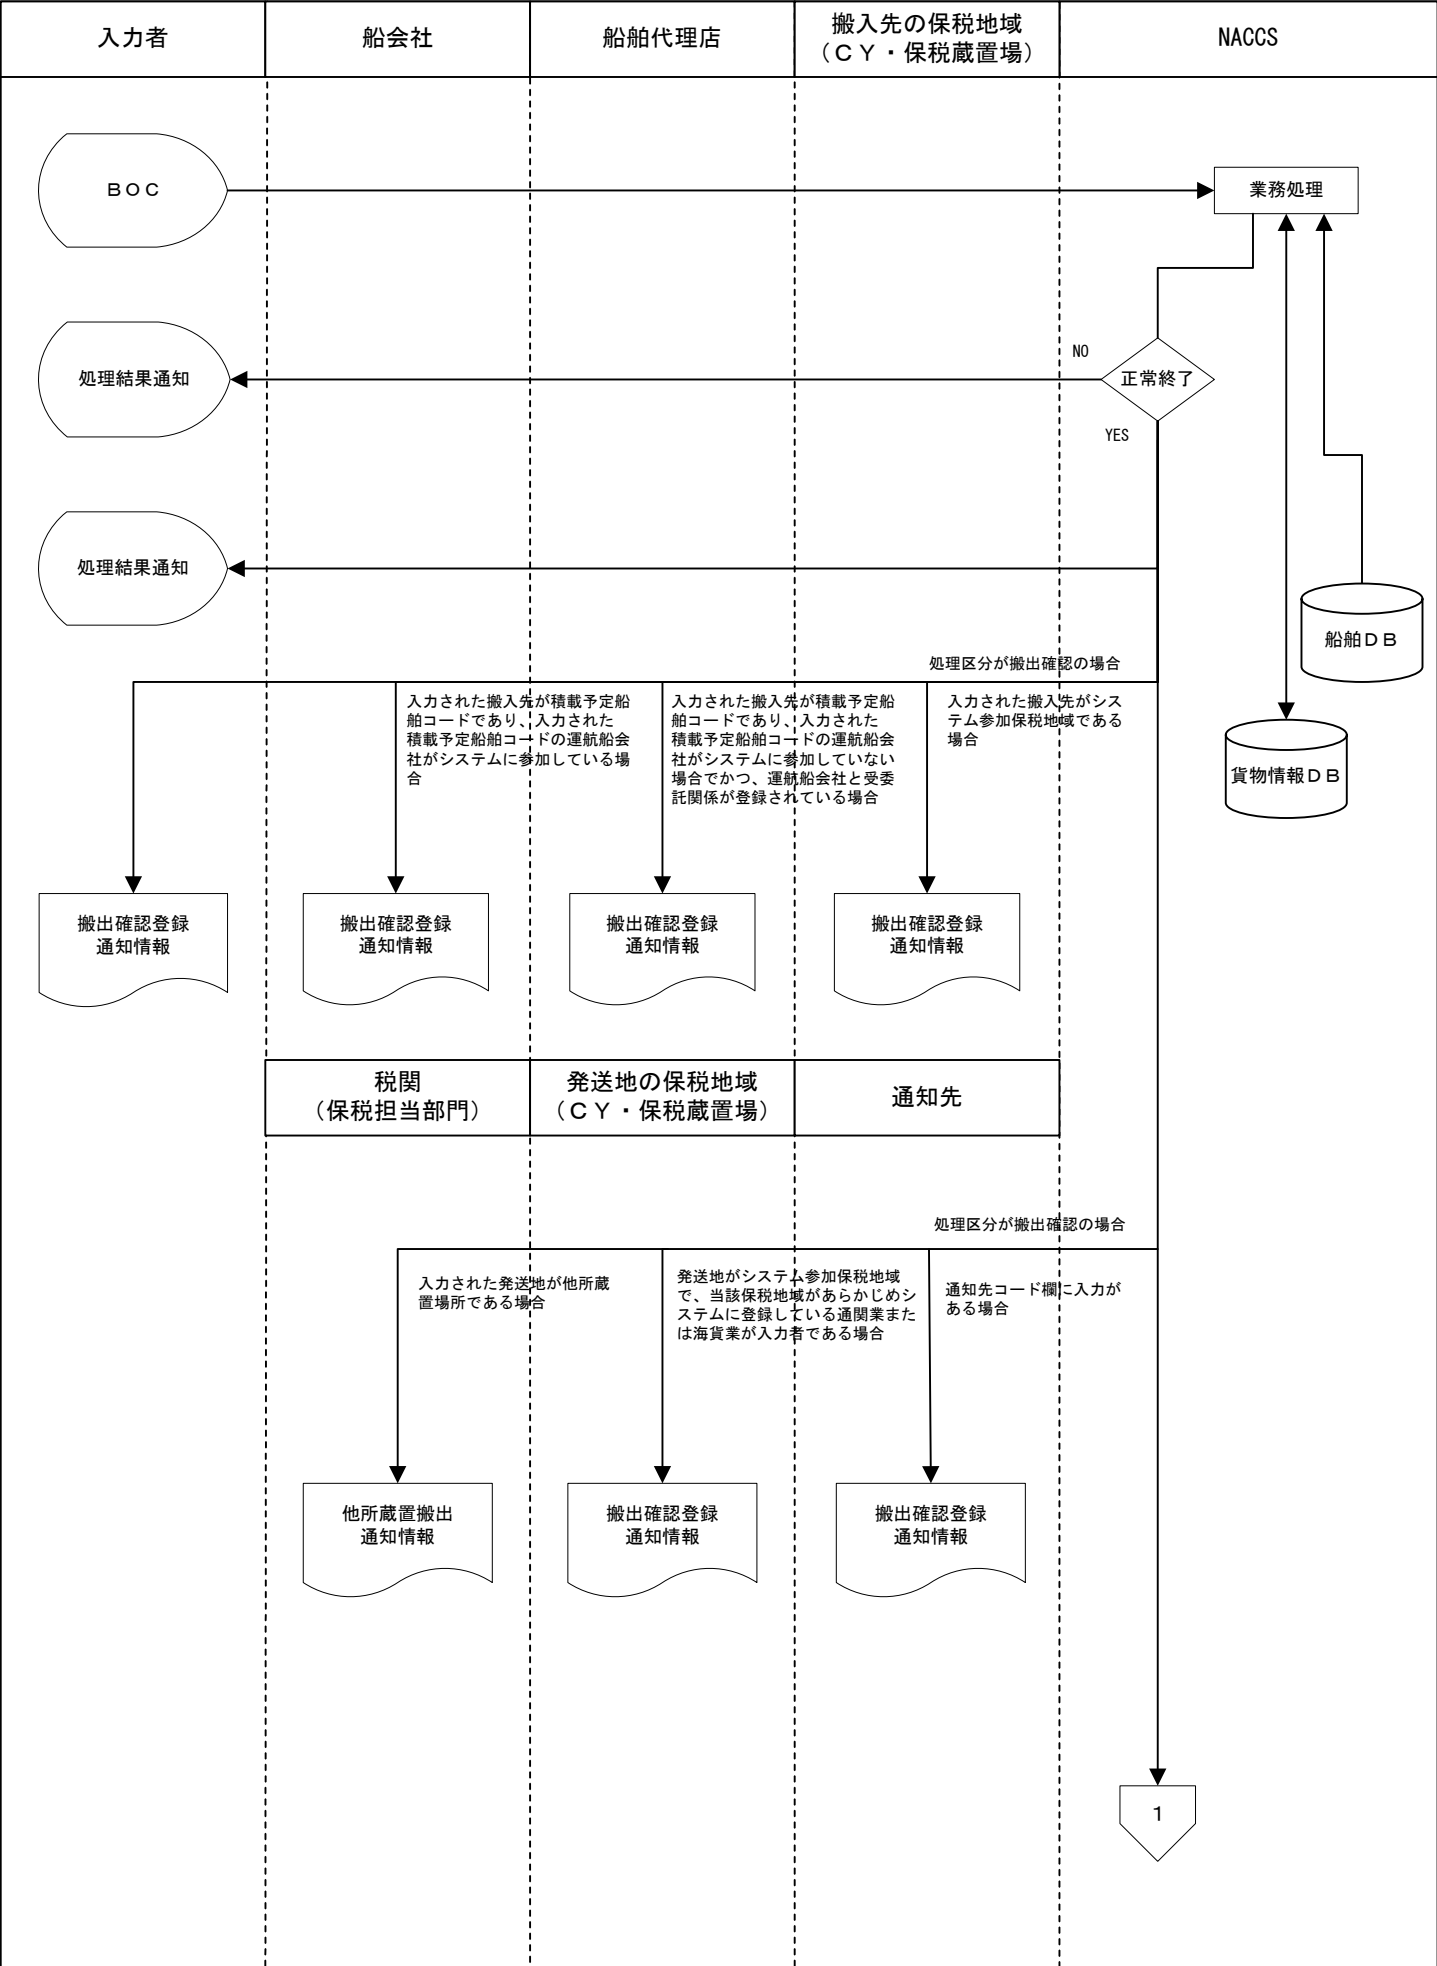 入力者
船会社
船舶代理店
搬入先の保税地域
（ＣＹ・保税蔵置場）
NACCS
ＢＯＣ
業務処理
処理結果通知
NO
正常終了
YES
処理結果通知
船舶ＤＢ
処理区分が搬出確認の場合
入力された搬入先が積載予定船
舶コードであり、入力された
積載予定船舶コードの運航船会
社がシステムに参加している場
合
入力された搬入先が積載予定船
舶コードであり、入力された
積載予定船舶コードの運航船会
社がシステムに参加していない
場合でかつ、運航船会社と受委
託関係が登録されている場合
入力された搬入先がシス
テム参加保税地域である
場合
貨物情報ＤＢ
搬出確認登録
通知情報
搬出確認登録
通知情報
搬出確認登録
通知情報
搬出確認登録
通知情報
税関
（保税担当部門）
発送地の保税地域
（ＣＹ・保税蔵置場）
通知先
処理区分が搬出確認の場合
入力された発送地が他所蔵
置場所である場合
発送地がシステム参加保税地域
で、当該保税地域があらかじめシ
ステムに登録している通関業また
は海貨業が入力者である場合
通知先コード欄に入力が
ある場合
他所蔵置搬出
通知情報
搬出確認登録
通知情報
搬出確認登録
通知情報
1